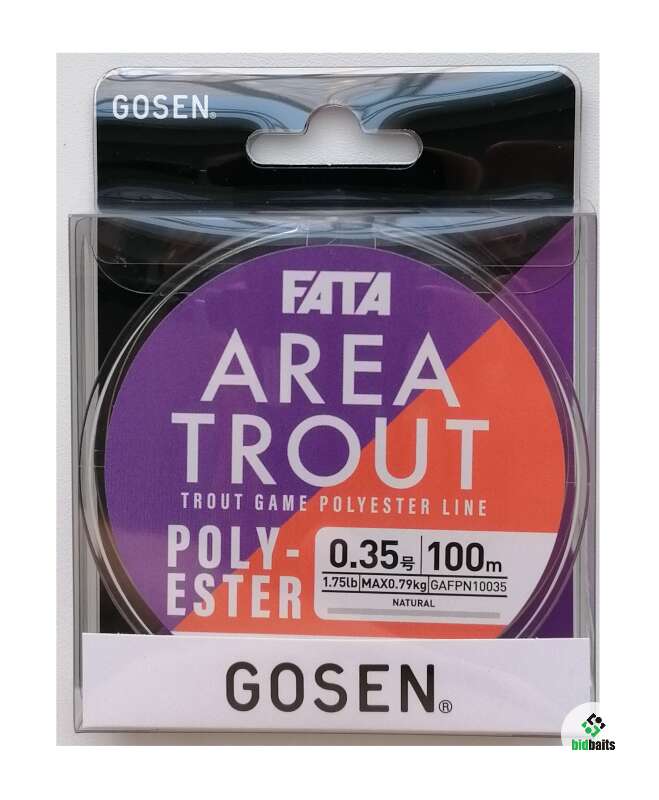 GOSEN®
FATA
AREA
TROUT
TROUT GAME POLYESTER LINE
POLY-
ESTER
0.35号 100m
1.75lb MAX0.79kg GAFPN10035
NATURAL
GOSEN®
bidbaits